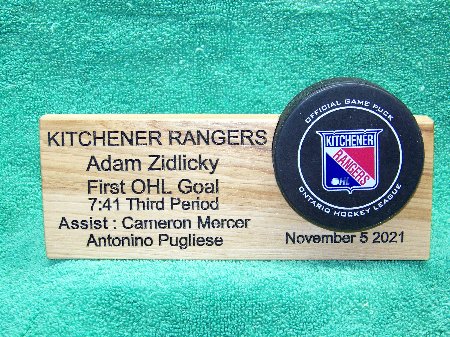 KITCHENER RANGERS
Adam Zidlicky
First OHL Goal
7:41 Third Period
Assist : Cameron Mercer
Antonino Pugliese
November 5 2021
OFFICIAL GAME PUCK
KITCHENER
RANGERS
OHL
ONTARIO HOCKEY LEAGUE